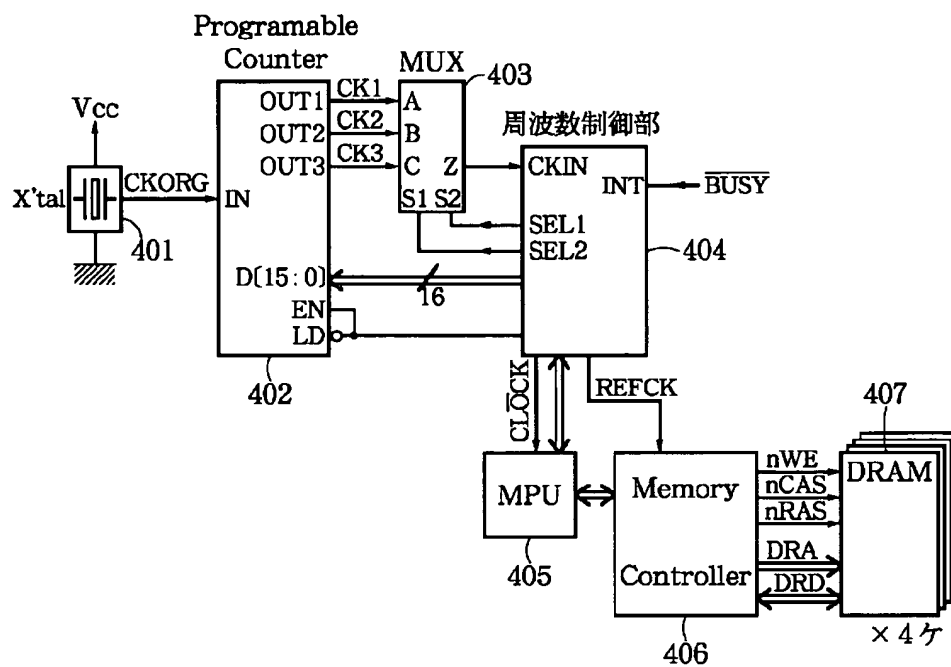 Programable
Counter
MUX
403
Vcc
OUT1
CK1
A
OUT2
CK2
B
OUT3
CK3
C
Z
S1 S2
周波数制御部
CKIN
INT
BUSY
X'tal
CKORG
IN
401
SEL1
SEL2
404
D[15:0]
16
EN
LD
402
CLOCK
REFCK
407
MPU
405
Memory
Controller
406
nWE
nCAS
nRAS
DRA
DRD
DRAM
×4ケ